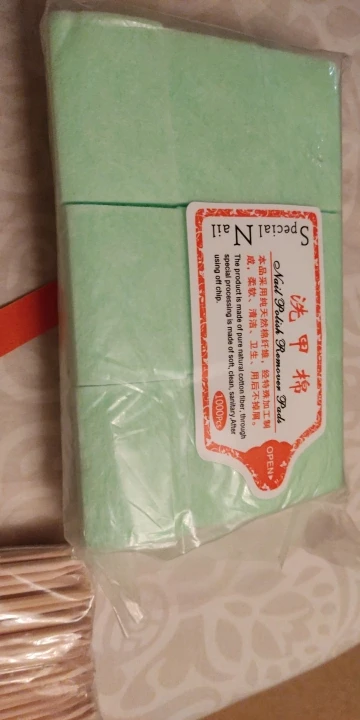 Special Nail
洗甲棉
Nail Polish Remover Pads
本品采用纯天然棉纤维，经特殊加工制
成，柔软、清洁、卫生、用后不掉屑。
The product is made of pure natural cotton fiber, through
special processing is made of soft, clean, sanitary.After
using off chip.
1000Pcs
OPEN